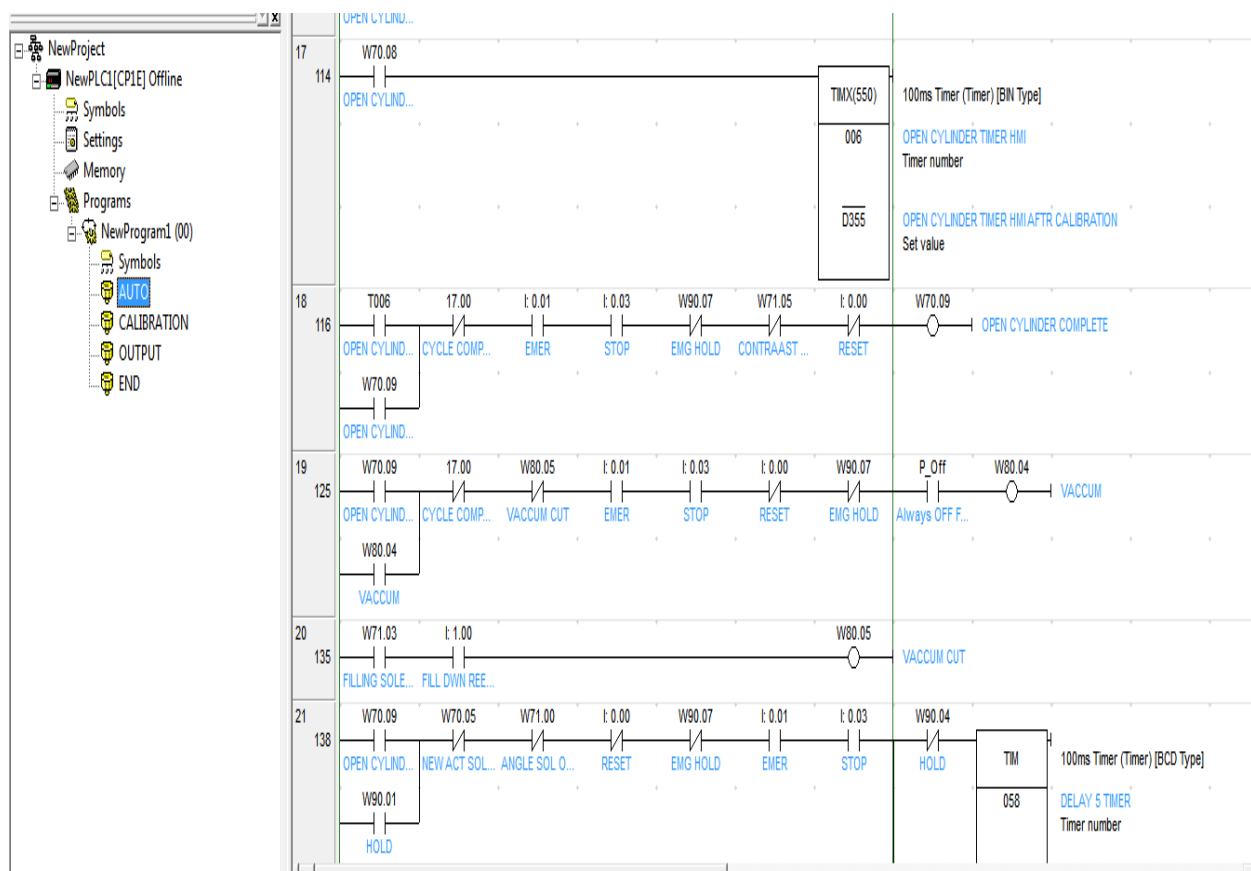 NewProject
NewPLC1[CP1E] Offline
Symbols
Settings
Memory
Programs
NewProgram1 (00)
Symbols
AUTO
CALIBRATION
OUTPUT
END
OPEN CYLIND...
17
114
W70.08
OPEN CYLIND...
TIMX(550)
100ms Timer (Timer) [BIN Type]
006
OPEN CYLINDER TIMER HMI
Timer number
D355
OPEN CYLINDER TIMER HMI AFTR CALIBRATION
Set value
18
116
T006 17.00 I: 0.01 I: 0.03 W90.07 W71.05 I: 0.00 W70.09
OPEN CYLINDER COMPLETE
OPEN CYLIND... CYCLE COMP... EMER STOP EMG HOLD CONTRAAST ... RESET
W70.09
OPEN CYLIND...
19
125
W70.09 17.00 W80.05 I: 0.01 I: 0.03 I: 0.00 W90.07 P_Off W80.04
VACCUM
OPEN CYLIND... CYCLE COMP... VACCUM CUT EMER STOP RESET EMG HOLD Always OFF F...
W80.04
VACCUM
20
135
W71.03 I: 1.00 W80.05
VACCUM CUT
FILLING SOLE... FILL DWN REE...
21
138
W70.09 W70.05 W71.00 I: 0.00 W90.07 I: 0.01 I: 0.03 W90.04
OPEN CYLIND... NEW ACT SOL... ANGLE SOL O... RESET EMG HOLD EMER STOP HOLD
TIM
100ms Timer (Timer) [BCD Type]
W90.01
HOLD
058
DELAY 5 TIMER
Timer number